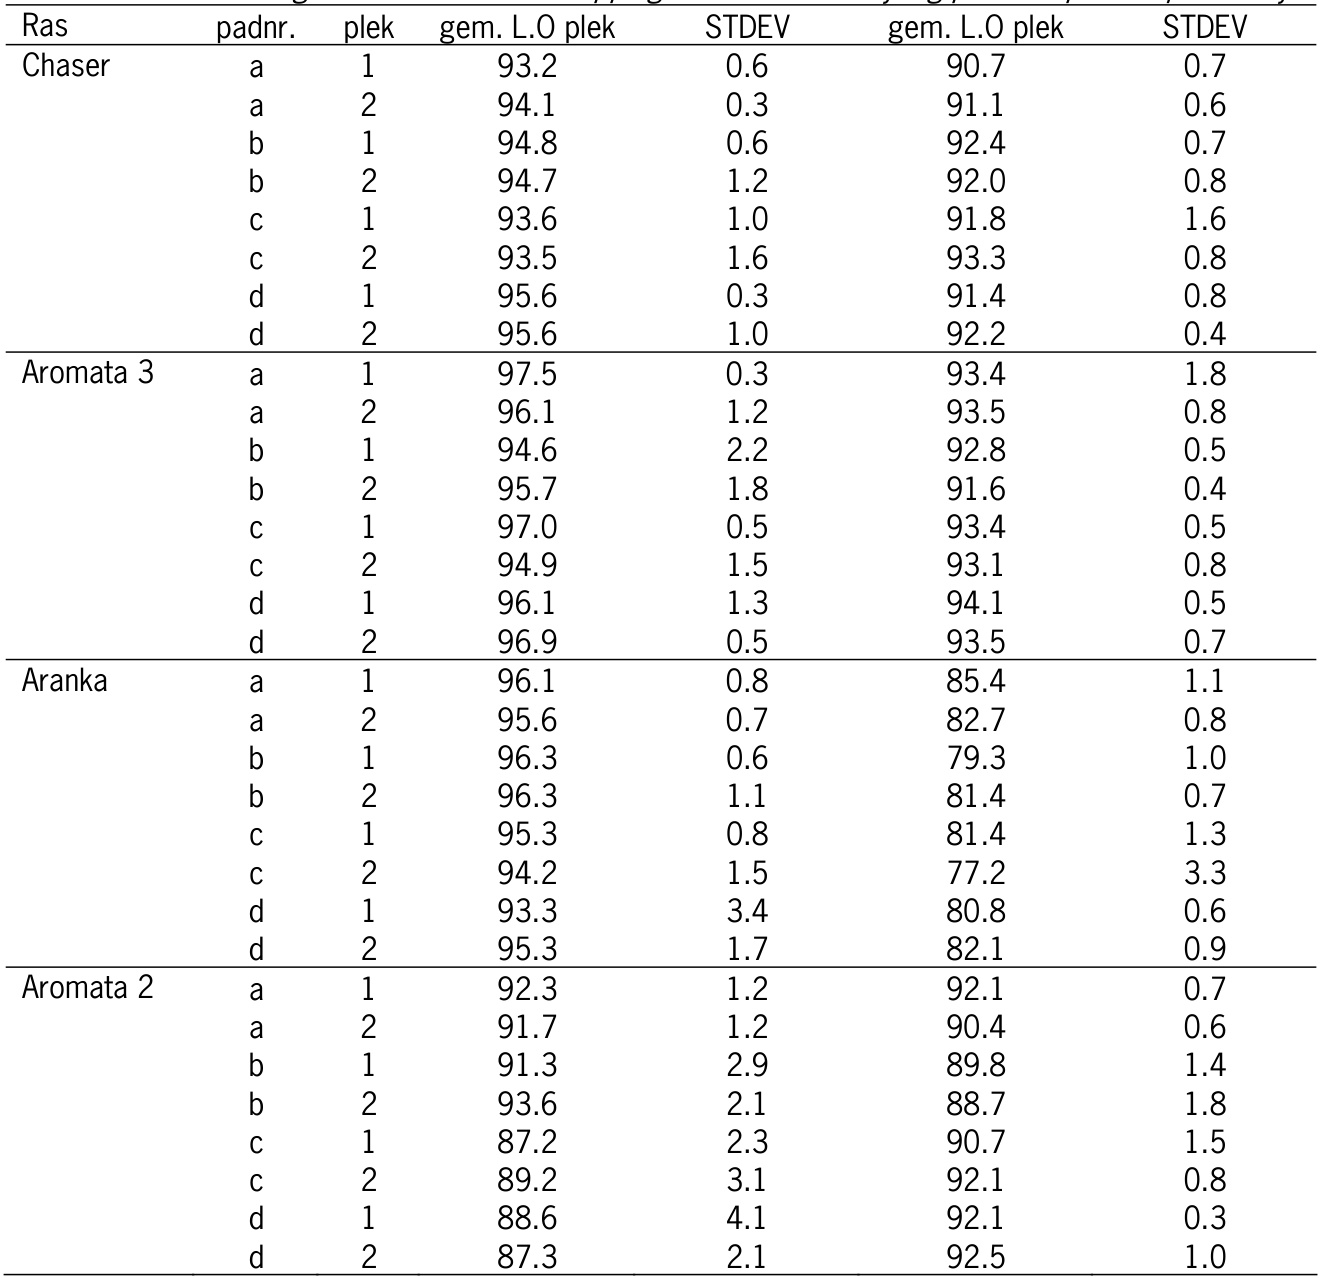 Ras padnr. plek gem. L.O plek STDEV gem. L.O plek STDEV
Chaser a 1 93.2 0.6 90.7 0.7
a 2 94.1 0.3 91.1 0.6
b 1 94.8 0.6 92.4 0.7
b 2 94.7 1.2 92.0 0.8
c 1 93.6 1.0 91.8 1.6
c 2 93.5 1.6 93.3 0.8
d 1 95.6 0.3 91.4 0.8
d 2 95.6 1.0 92.2 0.4
Aromata 3 a 1 97.5 0.3 93.4 1.8
a 2 96.1 1.2 93.5 0.8
b 1 94.6 2.2 92.8 0.5
b 2 95.7 1.8 91.6 0.4
c 1 97.0 0.5 93.4 0.5
c 2 94.9 1.5 93.1 0.8
d 1 96.1 1.3 94.1 0.5
d 2 96.9 0.5 93.5 0.7
Aranka a 1 96.1 0.8 85.4 1.1
a 2 95.6 0.7 82.7 0.8
b 1 96.3 0.6 79.3 1.0
b 2 96.3 1.1 81.4 0.7
c 1 95.3 0.8 81.4 1.3
c 2 94.2 1.5 77.2 3.3
d 1 93.3 3.4 80.8 0.6
d 2 95.3 1.7 82.1 0.9
Aromata 2 a 1 92.3 1.2 92.1 0.7
a 2 91.7 1.2 90.4 0.6
b 1 91.3 2.9 89.8 1.4
b 2 93.6 2.1 88.7 1.8
c 1 87.2 2.3 90.7 1.5
c 2 89.2 3.1 92.1 0.8
d 1 88.6 4.1 92.1 0.3
d 2 87.3 2.1 92.5 1.0